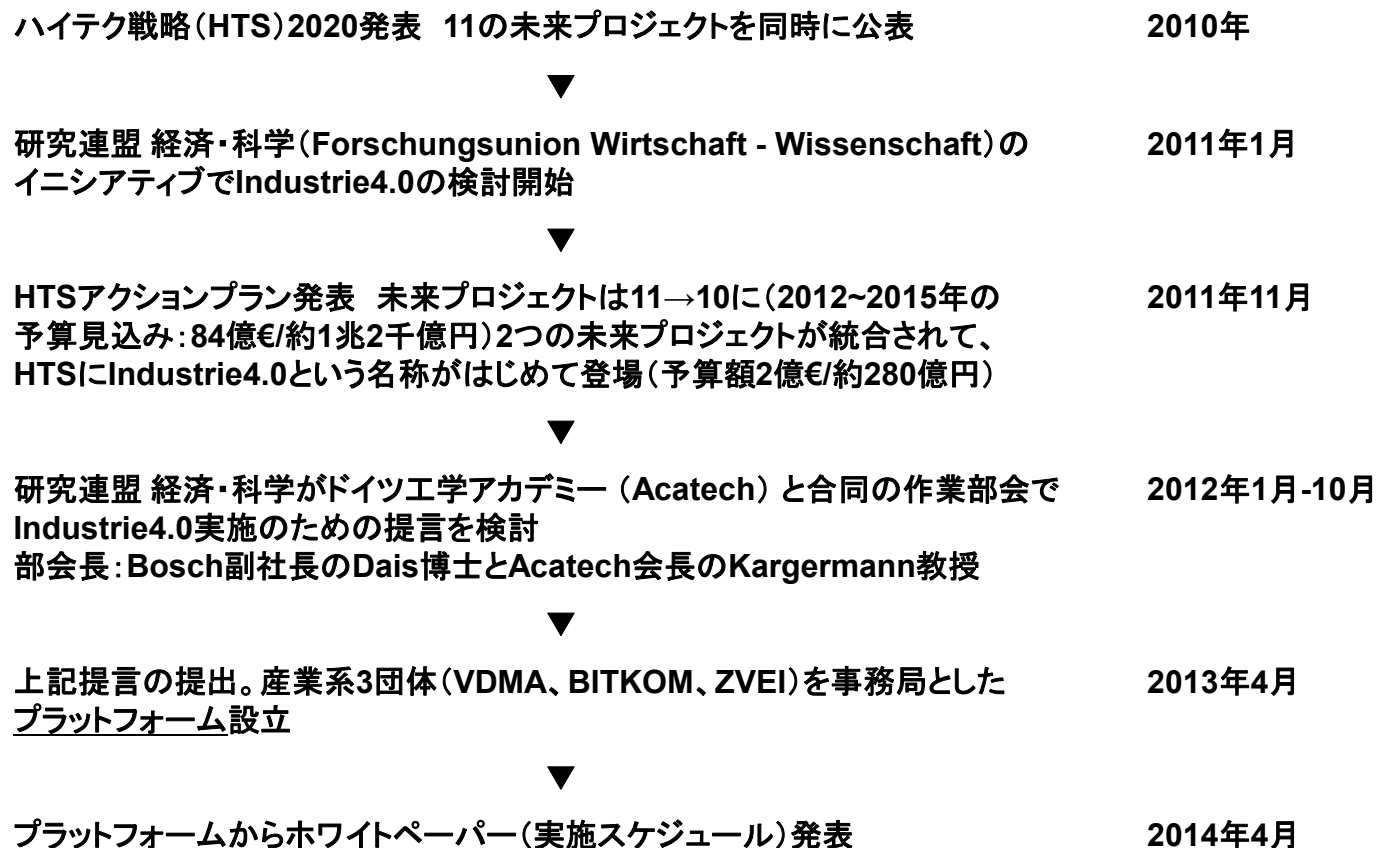 ハイテク戦略（HTS）2020発表　11の未来プロジェクトを同時に公表　2010年
▼
研究連盟 経済・科学（Forschungsunion Wirtschaft - Wissenschaft）の　2011年1月
イニシアティブでIndustrie4.0の検討開始
▼
HTSアクションプラン発表　未来プロジェクトは11→10に（2012~2015年の　2011年11月
予算見込み：84億€/約1兆2千億円）2つの未来プロジェクトが統合されて、
HTSにIndustrie4.0という名称がはじめて登場（予算額2億€/約280億円）
▼
研究連盟 経済・科学がドイツ工学アカデミー （Acatech） と合同の作業部会で　2012年1月-10月
Industrie4.0実施のための提言を検討
部会長：Bosch副社長のDais博士とAcatech会長のKargermann教授
▼
上記提言の提出。産業系3団体（VDMA、BITKOM、ZVEI）を事務局とした　2013年4月
プラットフォーム設立
▼
プラットフォームからホワイトペーパー（実施スケジュール）発表　2014年4月